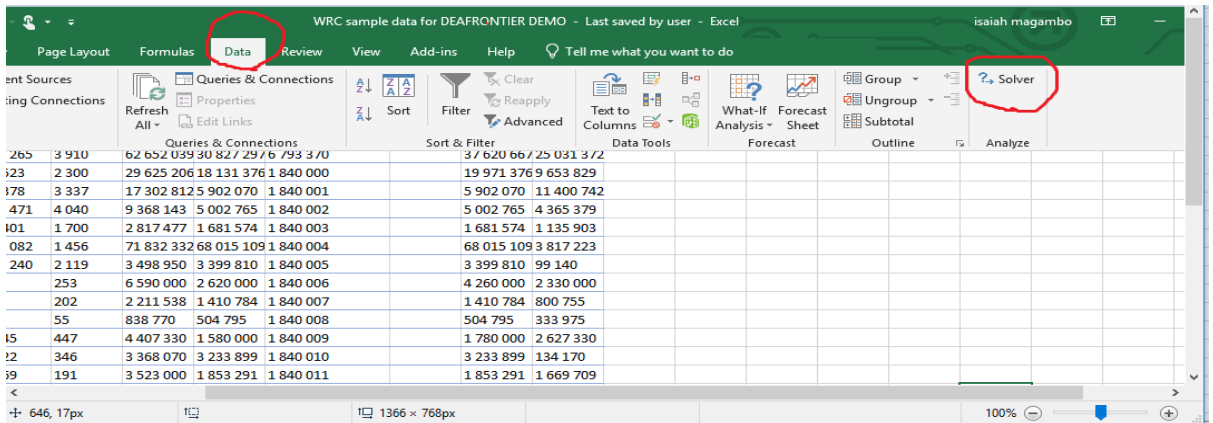 WRC sample data for DEAFRONTIER DEMO - Last saved by user - Excel isaiah magambo
Page Layout Formulas Data Review View Add-ins Help Tell me what you want to do
ent Sources
ting Connections
Refresh All
Queries & Connections
Properties
Edit Links
Queries & Connections
Sort
Filter
Clear
Reapply
Advanced
Sort & Filter
Text to Columns
Data Tools
What-If Analysis
Forecast Sheet
Forecast
Group
Ungroup
Subtotal
Outline
Solver
Analyze
265 3 910 62 652 039 30 827 297 6 793 370 37 620 667 25 031 372
523 2 300 29 625 206 18 131 376 1 840 000 19 971 376 9 653 829
378 3 337 17 302 812 5 902 070 1 840 001 5 902 070 11 400 742
471 4 040 9 368 143 5 002 765 1 840 002 5 002 765 4 365 379
401 1 700 2 817 477 1 681 574 1 840 003 1 681 574 1 135 903
082 1 456 71 832 332 68 015 109 1 840 004 68 015 109 3 817 223
240 2 119 3 498 950 3 399 810 1 840 005 3 399 810 99 140
253 6 590 000 2 620 000 1 840 006 4 260 000 2 330 000
202 2 211 538 1 410 784 1 840 007 1 410 784 800 755
55 838 770 504 795 1 840 008 504 795 333 975
45 447 4 407 330 1 580 000 1 840 009 1 780 000 2 627 330
22 346 3 368 070 3 233 899 1 840 010 3 233 899 134 170
59 191 3 523 000 1 853 291 1 840 011 1 853 291 1 669 709
646, 17px 1366 × 768px 100%